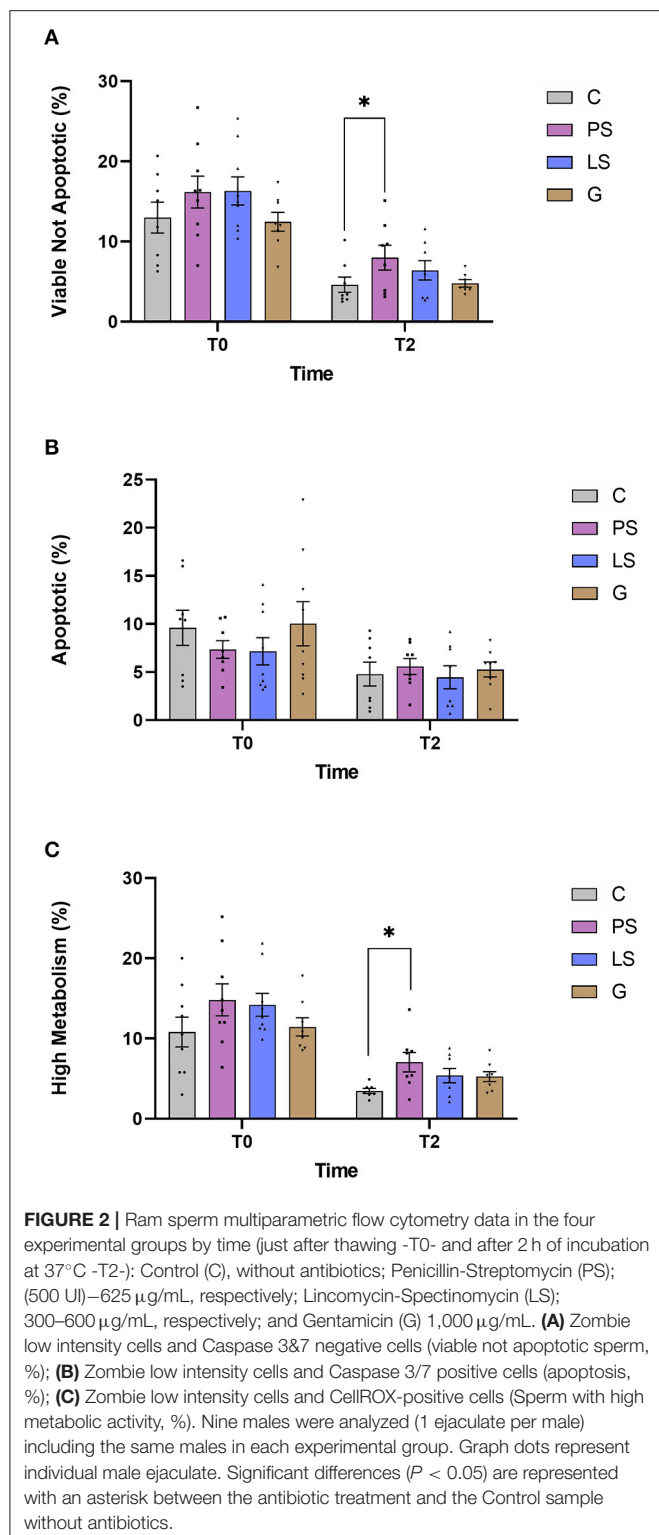 A
Viable Not Apoptotic (%)
30
20
10
0
*
T0
T2
Time
C
PS
LS
G
B
Apoptotic (%)
25
20
15
10
5
0
T0
T2
Time
C
PS
LS
G
C
High Metabolism (%)
30
20
10
0
*
T0
T2
Time
C
PS
LS
G
FIGURE 2 | Ram sperm multiparametric flow cytometry data in the four
experimental groups by time (just after thawing -T0- and after 2 h of incubation
at 37°C -T2-): Control (C), without antibiotics; Penicillin-Streptomycin (PS);
(500 UI)−625 μg/mL, respectively; Lincomycin-Spectinomycin (LS);
300–600 μg/mL, respectively; and Gentamicin (G) 1,000 μg/mL. (A) Zombie
low intensity cells and Caspase 3&7 negative cells (viable not apoptotic sperm,
%); (B) Zombie low intensity cells and Caspase 3/7 positive cells (apoptosis,
%); (C) Zombie low intensity cells and CellROX-positive cells (Sperm with high
metabolic activity, %). Nine males were analyzed (1 ejaculate per male)
including the same males in each experimental group. Graph dots represent
individual male ejaculate. Significant differences (P < 0.05) are represented
with an asterisk between the antibiotic treatment and the Control sample
without antibiotics.